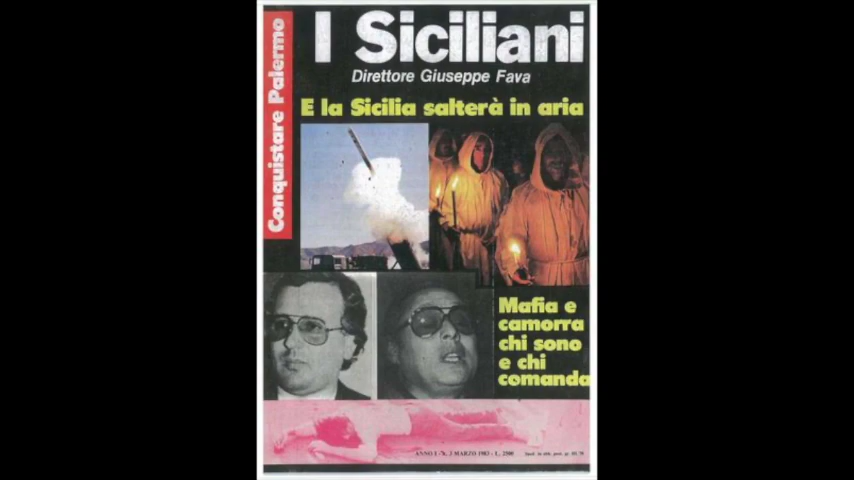 Conquistare Palermo
I Siciliani
Direttore Giuseppe Fava
E la Sicilia salterà in aria
Mafia e
camorra
chi sono
e chi
comanda
ANNO I - N. 3 MARZO 1983 - L. 2500